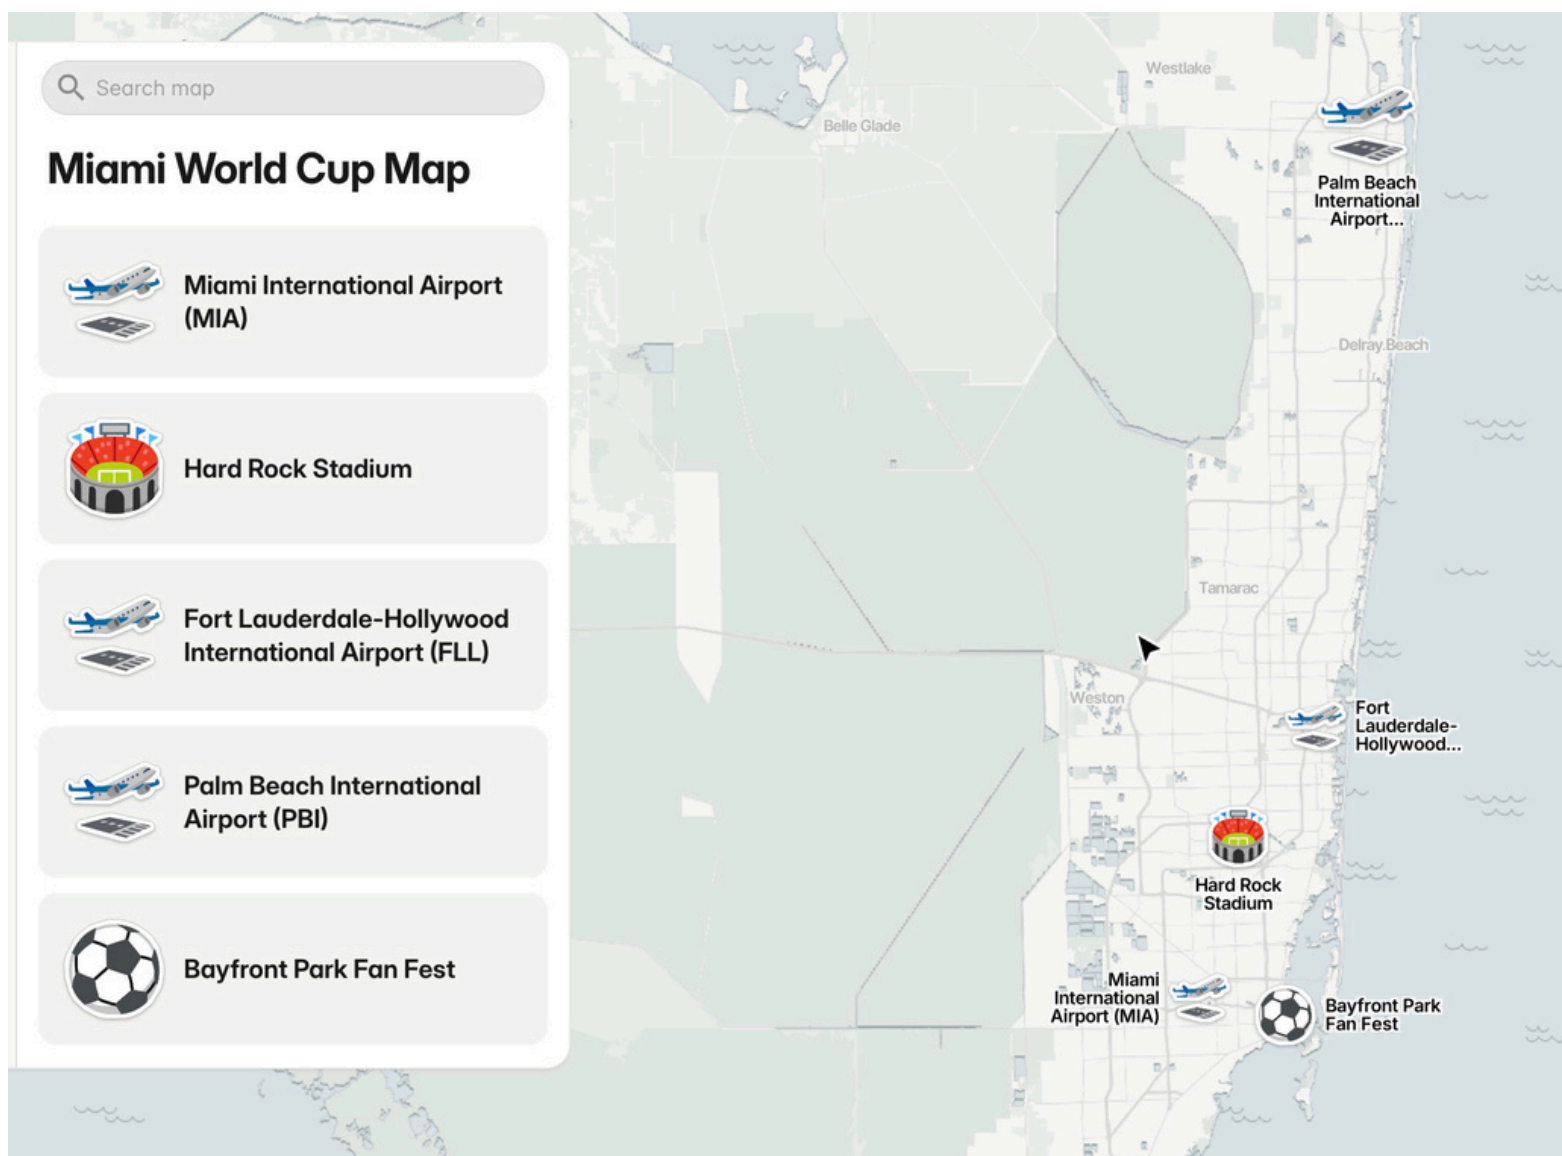 Search map
Miami World Cup Map
Miami International Airport
(MIA)
Hard Rock Stadium
Fort Lauderdale-Hollywood
International Airport (FLL)
Palm Beach International
Airport (PBI)
Bayfront Park Fan Fest
Westlake
Belle Glade
Palm Beach
International
Airport...
Delray Beach
Tamarac
Weston
Fort
Lauderdale-
Hollywood...
Hard Rock
Stadium
Miami
International
Airport (MIA)
Bayfront Park
Fan Fest